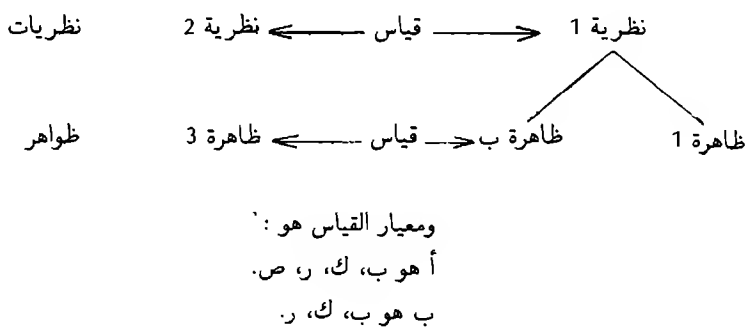 نظرية 1 قياس نظرية 2 نظريات
ظاهرة 1 ظاهرة ب قياس ظاهرة 3 ظواهر
ومعيار القياس هو :
أ هو ب، ك، ر، ص.
ب هو ب، ك، ر.